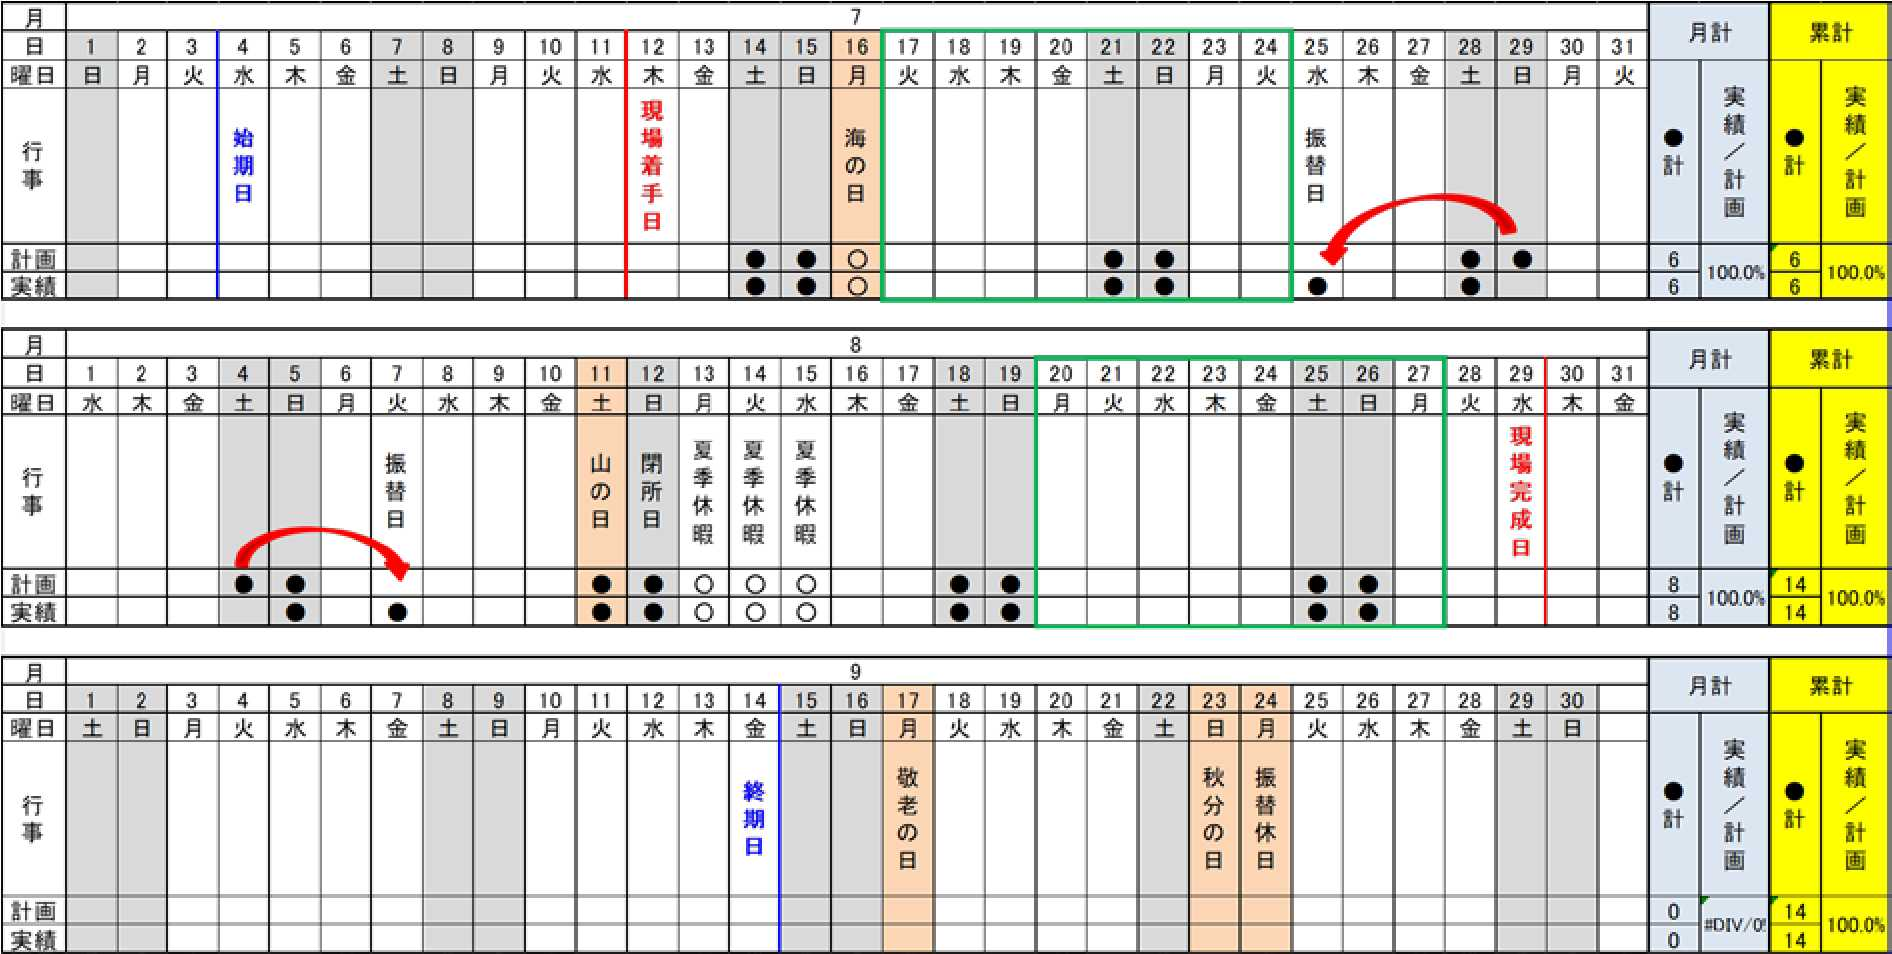 月 7 月計 累計
日 1 2 3 4 5 6 7 8 9 10 11 12 13 14 15 16 17 18 19 20 21 22 23 24 25 26 27 28 29 30 31
曜日 日 月 火 水 木 金 土 日 月 火 水 木 金 土 日 月 火 水 木 金 土 日 月 火 水 木 金 土 日 月 火
行事 始期日 現場着手日 海の日 振替日 ●計 実績／計画 ●計 実績／計画
計画 ● ● ○ ● ● ● ● 6 100.0% 6 100.0%
実績 ● ● ○ ● ● ● ● 6 6
月 8 月計 累計
日 1 2 3 4 5 6 7 8 9 10 11 12 13 14 15 16 17 18 19 20 21 22 23 24 25 26 27 28 29 30 31
曜日 水 木 金 土 日 月 火 水 木 金 土 日 月 火 水 木 金 土 日 月 火 水 木 金 土 日 月 火 水 木 金
行事 振替日 山の日 閉所日 夏季休暇 夏季休暇 夏季休暇 現場完成日 ●計 実績／計画 ●計 実績／計画
計画 ● ● ● ● ○ ○ ○ ● ● ● ● 8 100.0% 14 100.0%
実績 ● ● ● ● ○ ○ ○ ● ● ● ● 8 14
月 9 月計 累計
日 1 2 3 4 5 6 7 8 9 10 11 12 13 14 15 16 17 18 19 20 21 22 23 24 25 26 27 28 29 30
曜日 土 日 月 火 水 木 金 土 日 月 火 水 木 金 土 日 月 火 水 木 金 土 日 月 火 水 木 金 土 日
行事 終期日 敬老の日 秋分の日 振替休日 ●計 実績／計画 ●計 実績／計画
計画 0 #DIV/0! 14 100.0%
実績 0 14